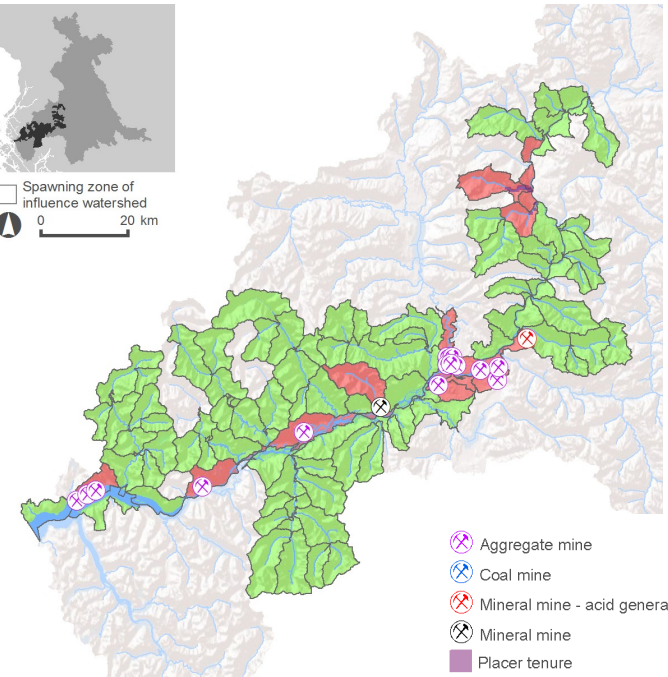 Spawning zone of
influence watershed
0 20 km
Aggregate mine
Coal mine
Mineral mine - acid genera
Mineral mine
Placer tenure